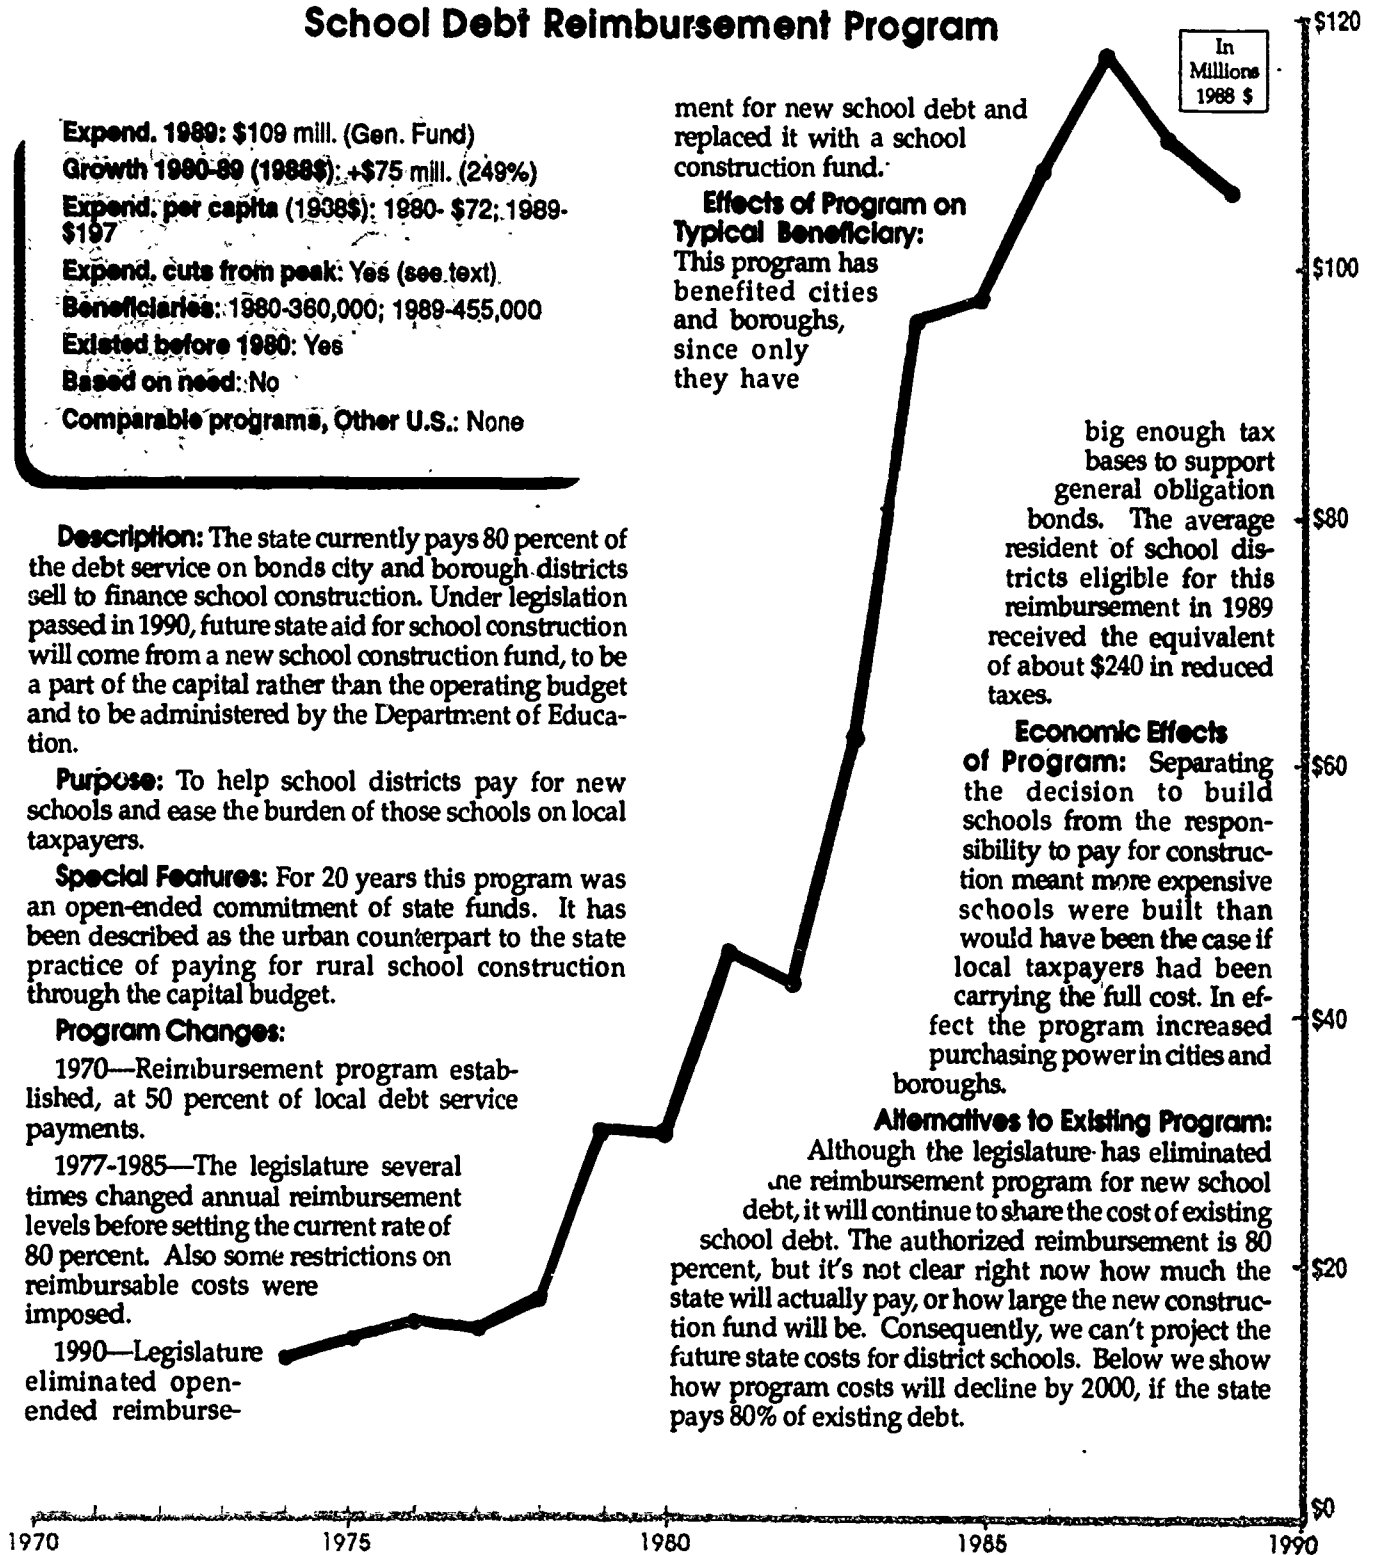 School Debt Reimbursement Program
In
Millions
1988 $
Expend. 1989: $109 mill. (Gen. Fund)
Growth 1980-89 (1988$): +$75 mill. (249%)
Expend. per capita (1938$): 1980- $72; 1989-
$197
Expend. cuts from peak: Yes (see text)
Beneficiaries: 1980-360,000; 1989-455,000
Existed before 1980: Yes
Based on need: No
Comparable programs, Other U.S.: None
Description: The state currently pays 80 percent of
the debt service on bonds city and borough districts
sell to finance school construction. Under legislation
passed in 1990, future state aid for school construction
will come from a new school construction fund, to be
a part of the capital rather than the operating budget
and to be administered by the Department of Educa-
tion.
Purpose: To help school districts pay for new
schools and ease the burden of those schools on local
taxpayers.
Special Features: For 20 years this program was
an open-ended commitment of state funds. It has
been described as the urban counterpart to the state
practice of paying for rural school construction
through the capital budget.
Program Changes:
1970—Reimbursement program estab-
lished, at 50 percent of local debt service
payments.
1977-1985—The legislature several
times changed annual reimbursement
levels before setting the current rate of
80 percent. Also some restrictions on
reimbursable costs were
imposed.
1990—Legislature
eliminated open-
ended reimburse-
ment for new school debt and
replaced it with a school
construction fund.
Effects of Program on
Typical Beneficiary:
This program has
benefited cities
and boroughs,
since only
they have
big enough tax
bases to support
general obligation
bonds. The average
resident of school dis-
tricts eligible for this
reimbursement in 1989
received the equivalent
of about $240 in reduced
taxes.
Economic Effects
of Program: Separating
the decision to build
schools from the respon-
sibility to pay for construc-
tion meant more expensive
schools were built than
would have been the case if
local taxpayers had been
carrying the full cost. In ef-
fect the program increased
purchasing power in cities and
boroughs.
Alternatives to Existing Program:
Although the legislature has eliminated
ne reimbursement program for new school
debt, it will continue to share the cost of existing
school debt. The authorized reimbursement is 80
percent, but it's not clear right now how much the
state will actually pay, or how large the new construc-
tion fund will be. Consequently, we can't project the
future state costs for district schools. Below we show
how program costs will decline by 2000, if the state
pays 80% of existing debt.
$120
$100
$80
$60
$40
$20
$0
1970
1975
1980
1985
1990